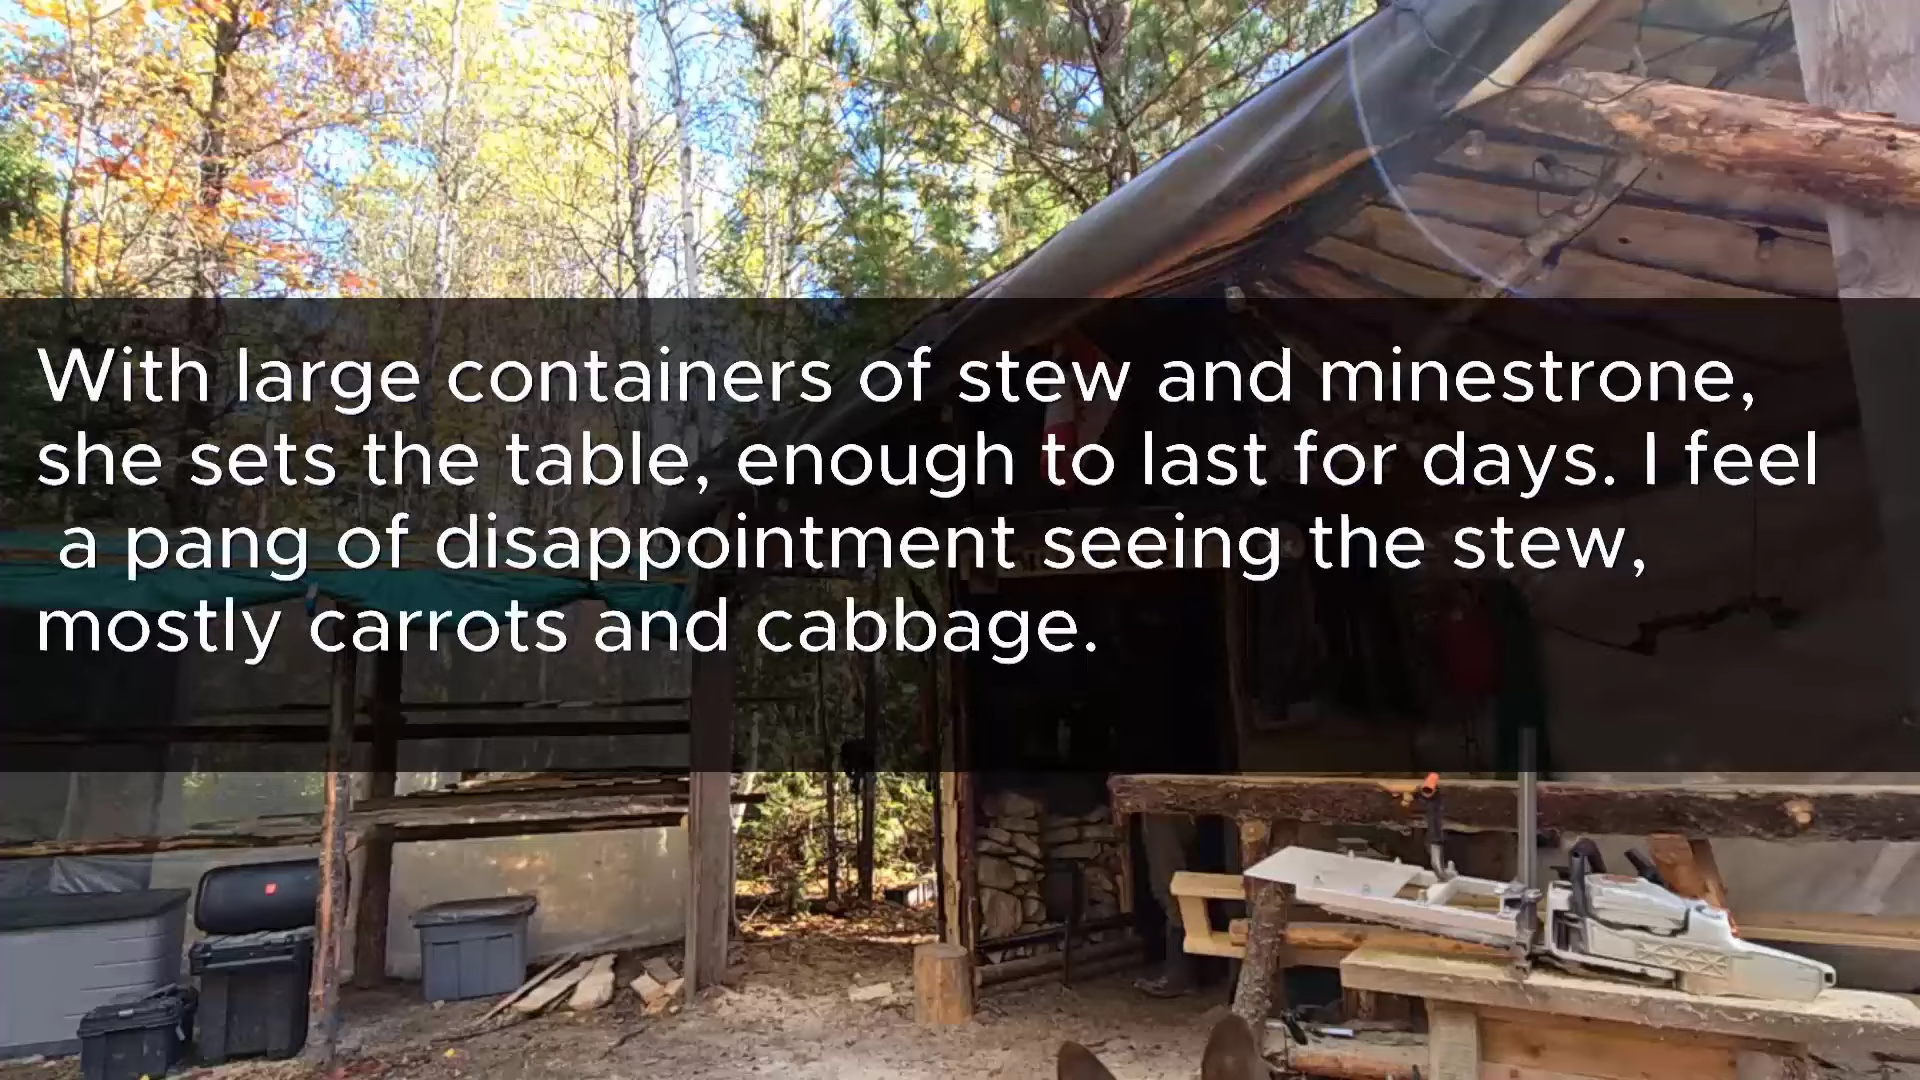 With large containers of stew and minestrone,
she sets the table, enough to last for days. I feel
a pang of disappointment seeing the stew,
mostly carrots and cabbage.